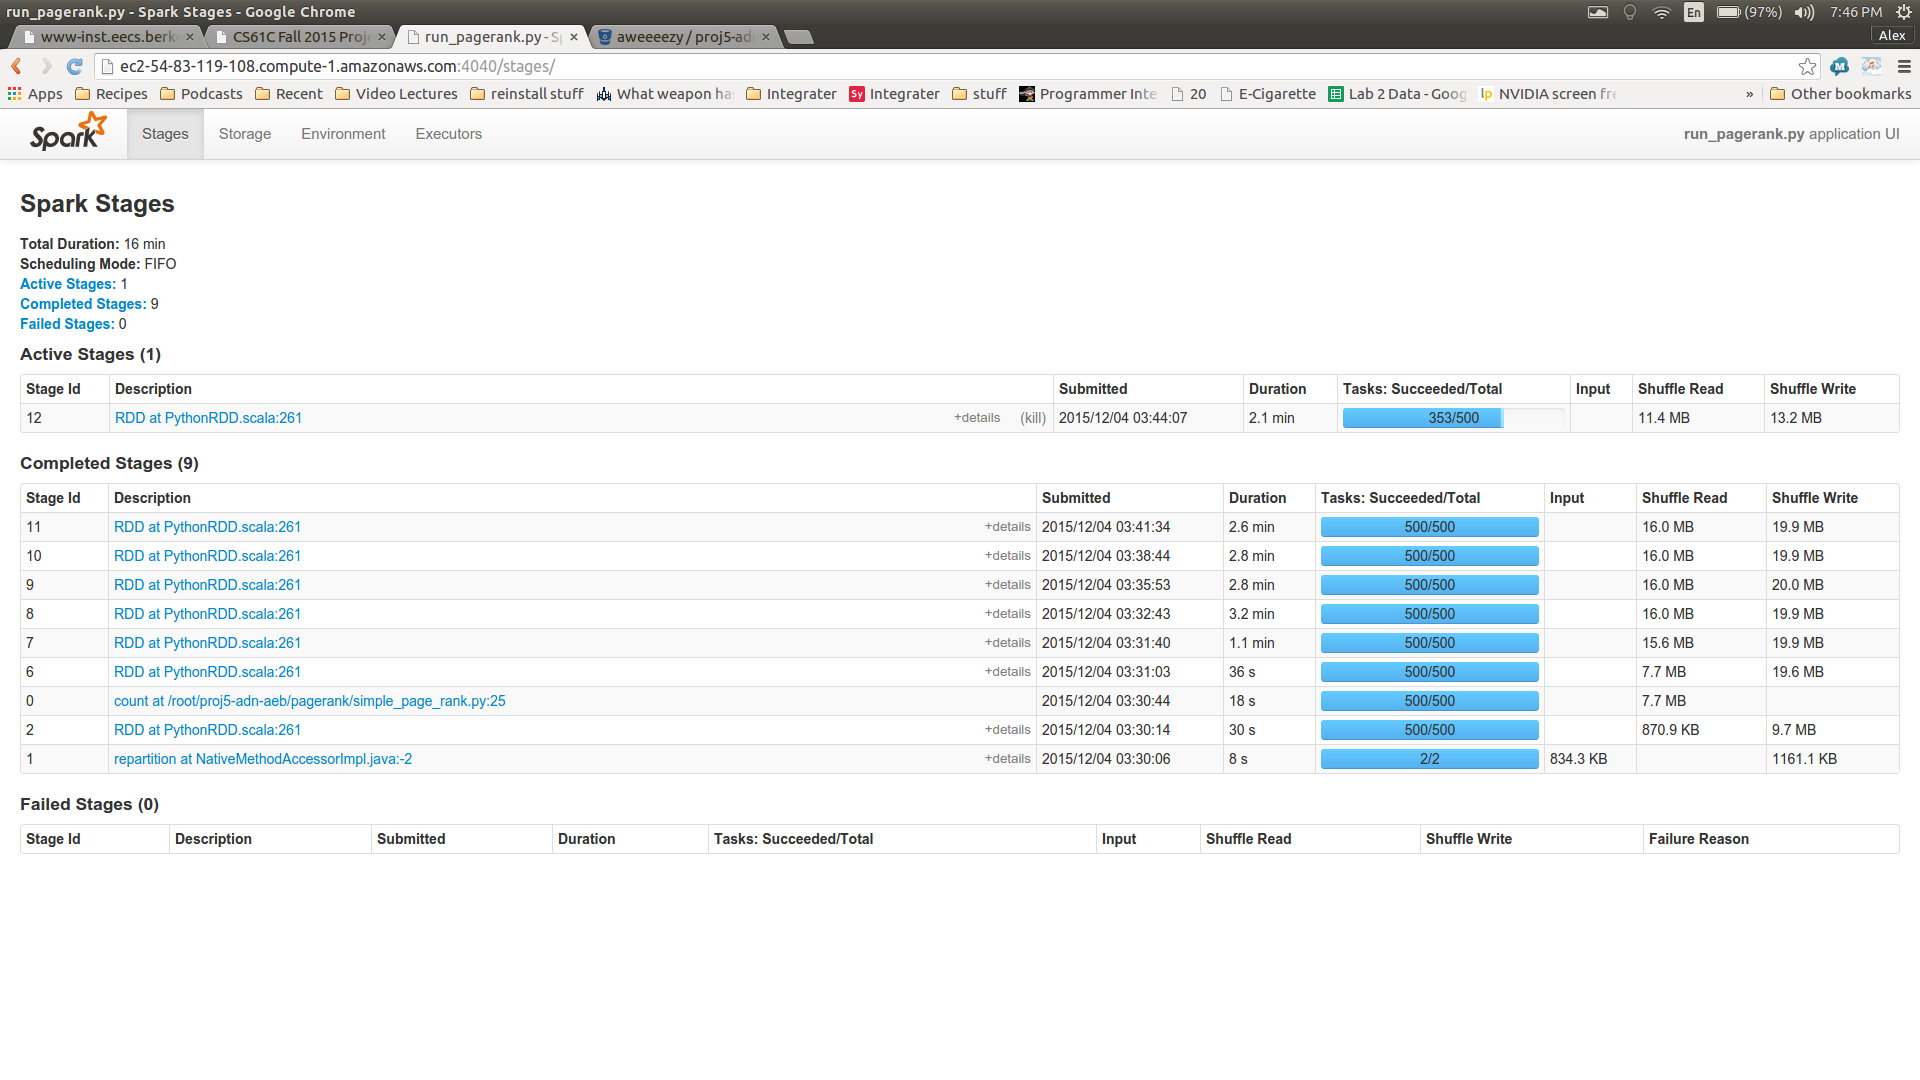 run_pagerank.py - Spark Stages - Google Chrome En (97%) 7:46 PM
www-inst.eecs.berk CS61C Fall 2015 Proj run_pagerank.py - S aweeeezy / proj5-ad Alex
ec2-54-83-119-108.compute-1.amazonaws.com:4040/stages/
Apps Recipes Podcasts Recent Video Lectures reinstall stuff What weapon ha Integrater Sy Integrater stuff Programmer Inte 20 E-Cigarette Lab 2 Data - Goog lp NVIDIA screen fre » Other bookmarks
Spark Stages Storage Environment Executors run_pagerank.py application UI
Spark Stages
Total Duration: 16 min
Scheduling Mode: FIFO
Active Stages: 1
Completed Stages: 9
Failed Stages: 0
Active Stages (1)
Stage Id Description Submitted Duration Tasks: Succeeded/Total Input Shuffle Read Shuffle Write
12 RDD at PythonRDD.scala:261 +details (kill) 2015/12/04 03:44:07 2.1 min 353/500 11.4 MB 13.2 MB
Completed Stages (9)
Stage Id Description Submitted Duration Tasks: Succeeded/Total Input Shuffle Read Shuffle Write
11 RDD at PythonRDD.scala:261 +details 2015/12/04 03:41:34 2.6 min 500/500 16.0 MB 19.9 MB
10 RDD at PythonRDD.scala:261 +details 2015/12/04 03:38:44 2.8 min 500/500 16.0 MB 19.9 MB
9 RDD at PythonRDD.scala:261 +details 2015/12/04 03:35:53 2.8 min 500/500 16.0 MB 20.0 MB
8 RDD at PythonRDD.scala:261 +details 2015/12/04 03:32:43 3.2 min 500/500 16.0 MB 19.9 MB
7 RDD at PythonRDD.scala:261 +details 2015/12/04 03:31:40 1.1 min 500/500 15.6 MB 19.9 MB
6 RDD at PythonRDD.scala:261 +details 2015/12/04 03:31:03 36 s 500/500 7.7 MB 19.6 MB
0 count at /root/proj5-adn-aeb/pagerank/simple_page_rank.py:25 2015/12/04 03:30:44 18 s 500/500 7.7 MB
2 RDD at PythonRDD.scala:261 +details 2015/12/04 03:30:14 30 s 500/500 870.9 KB 9.7 MB
1 repartition at NativeMethodAccessorImpl.java:-2 +details 2015/12/04 03:30:06 8 s 2/2 834.3 KB 1161.1 KB
Failed Stages (0)
Stage Id Description Submitted Duration Tasks: Succeeded/Total Input Shuffle Read Shuffle Write Failure Reason